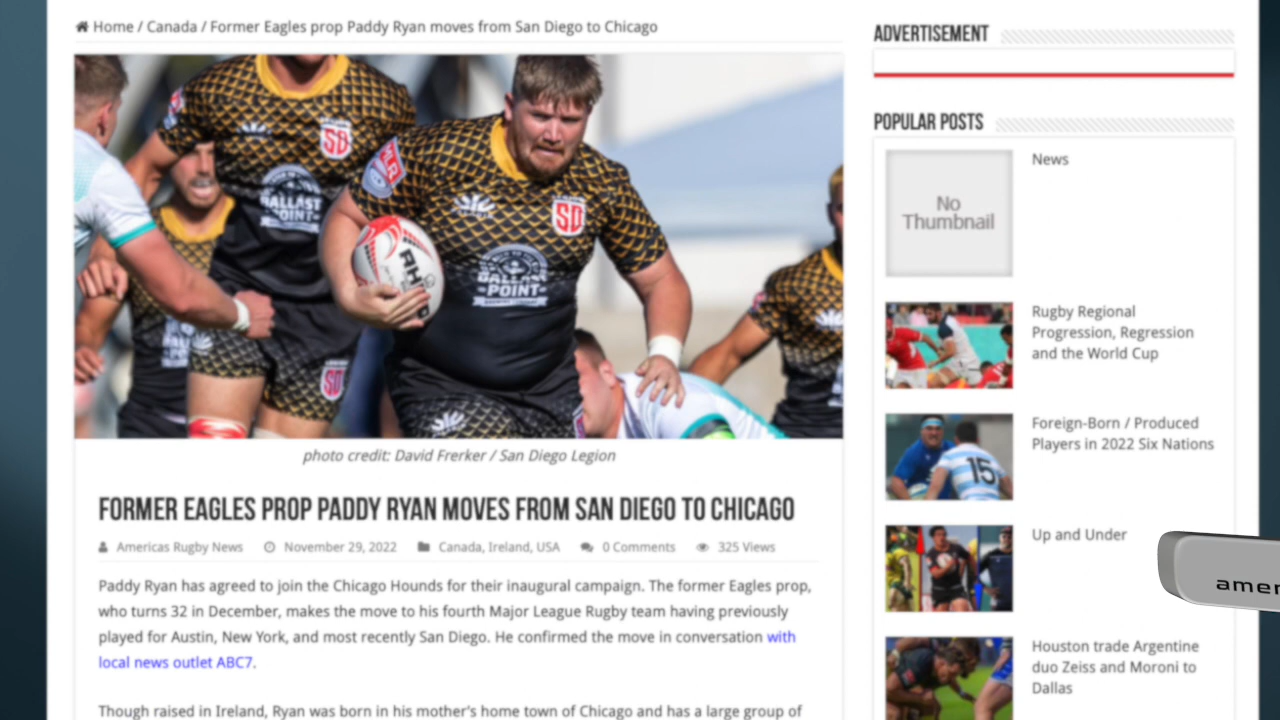 Home / Canada / Former Eagles prop Paddy Ryan moves from San Diego to Chicago
ADVERTISEMENT
SD
MLR
SD
BALLAST
POINT
BALLAST
-POINT-
SD
photo credit: David Frerker / San Diego Legion
FORMER EAGLES PROP PADDY RYAN MOVES FROM SAN DIEGO TO CHICAGO
Americas Rugby News November 29, 2022 Canada, Ireland, USA 0 Comments 325 Views
Paddy Ryan has agreed to join the Chicago Hounds for their inaugural campaign. The former Eagles prop,
who turns 32 in December, makes the move to his fourth Major League Rugby team having previously
played for Austin, New York, and most recently San Diego. He confirmed the move in conversation with
local news outlet ABC7.
Though raised in Ireland, Ryan was born in his mother's home town of Chicago and has a large group of
POPULAR POSTS
No
Thumbnail
News
Rugby Regional
Progression, Regression
and the World Cup
Foreign-Born / Produced
Players in 2022 Six Nations
15
Up and Under
Houston trade Argentine
duo Zeiss and Moroni to
Dallas
amer